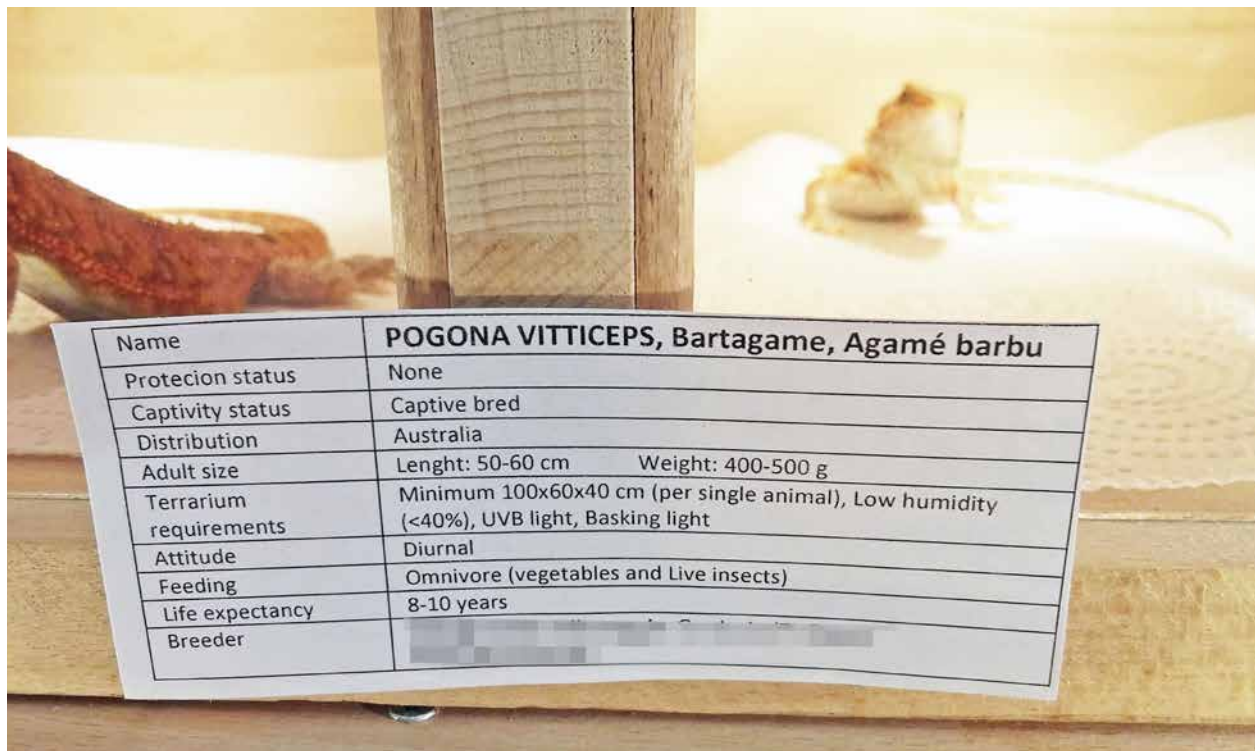 Name POGONA VITTICEPS, Bartagame, Agamé barbu
Protecion status None
Captivity status Captive bred
Distribution Australia
Adult size Lenght: 50-60 cm Weight: 400-500 g
Terrarium requirements Minimum 100x60x40 cm (per single animal), Low humidity
(<40%), UVB light, Basking light
Attitude Diurnal
Feeding Omnivore (vegetables and Live insects)
Life expectancy 8-10 years
Breeder